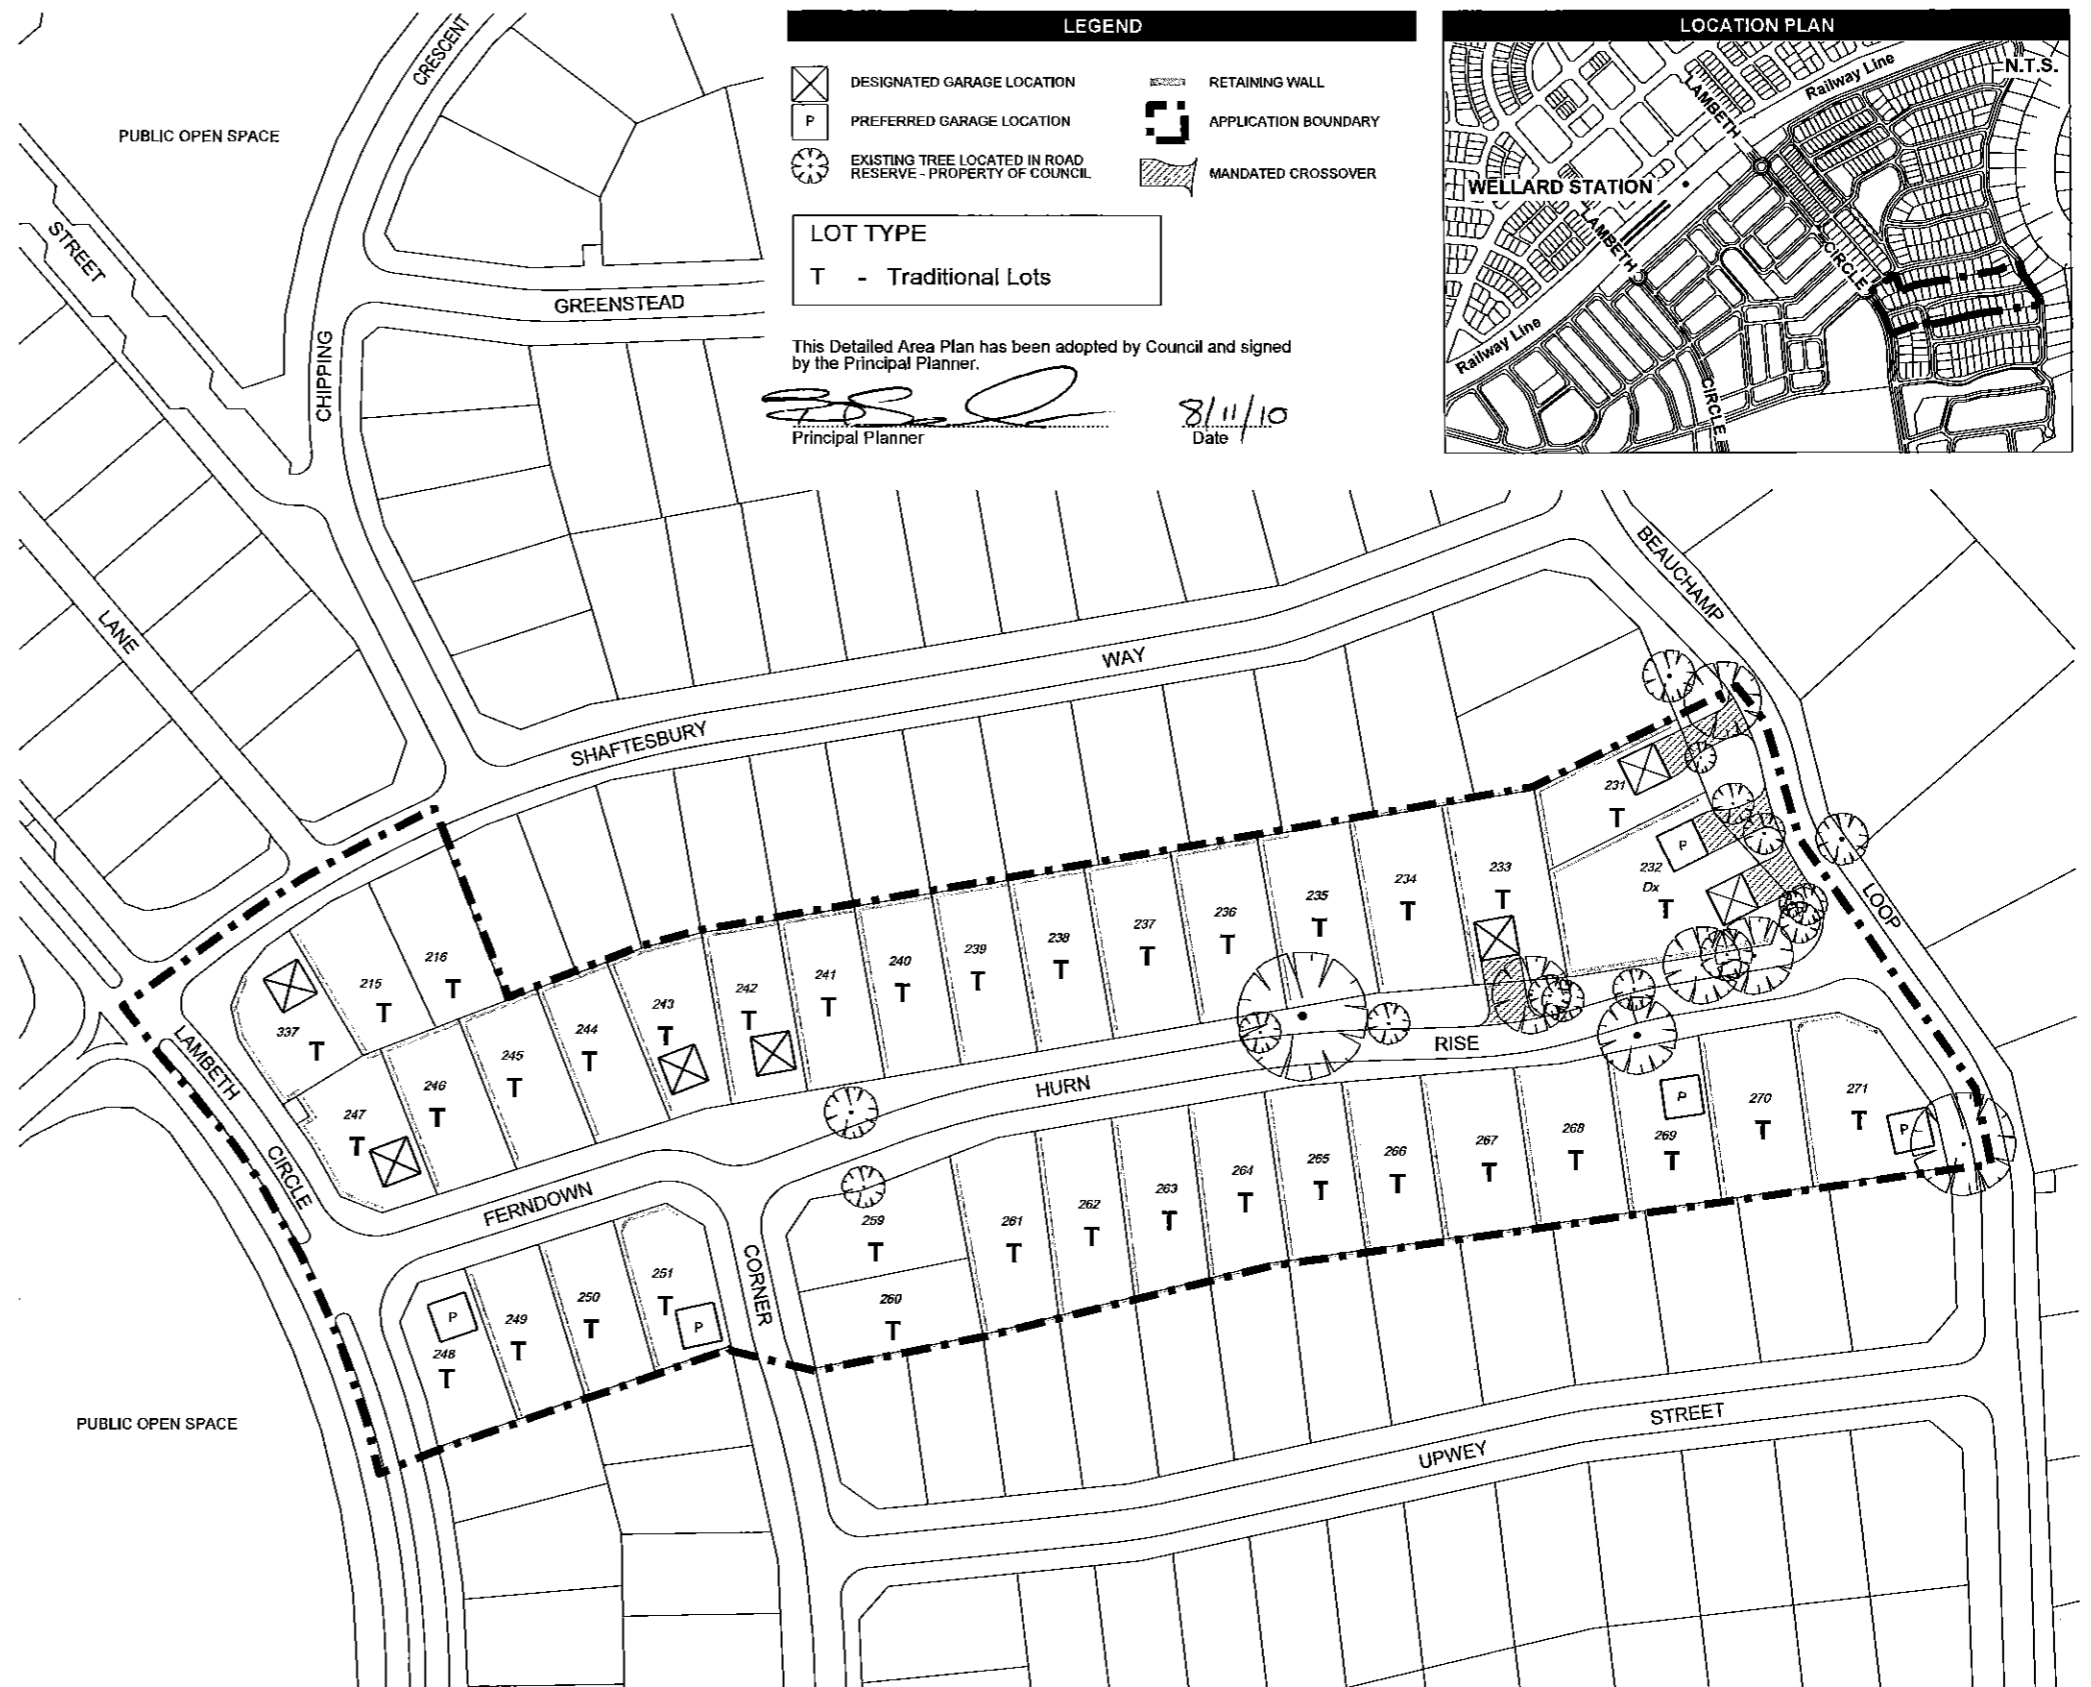 LEGEND
DESIGNATED GARAGE LOCATION
P
PREFERRED GARAGE LOCATION
EXISTING TREE LOCATED IN ROAD
RESERVE - PROPERTY OF COUNCIL
RETAINING WALL
APPLICATION BOUNDARY
MANDATED CROSSOVER
LOT TYPE
T - Traditional Lots
This Detailed Area Plan has been adopted by Council and signed
by the Principal Planner.
Principal Planner
8/11/10
Date
LOCATION PLAN
N.T.S.
Railway Line
LAMBETH
WELLARD STATION
LAMBETH
CIRCLE
Railway Line
CIRCLE
CRESCENT
PUBLIC OPEN SPACE
STREET
CHIPPING
GREENSTEAD
LANE
BEAUCHAMP
WAY
SHAFTESBURY
LOOP
231
T
P
232
Dx
T
233
T
234
T
235
T
236
T
237
T
238
T
239
T
240
T
241
T
242
T
243
T
244
T
245
T
246
T
247
T
216
T
215
T
337
T
LAMBETH
CIRCLE
RISE
HURN
FERNDOWN
CORNER
P
248
T
249
T
250
T
251
T
P
259
T
260
T
261
T
262
T
263
T
264
T
265
T
266
T
267
T
268
T
P
269
T
270
T
271
T
P
PUBLIC OPEN SPACE
UPWEY
STREET